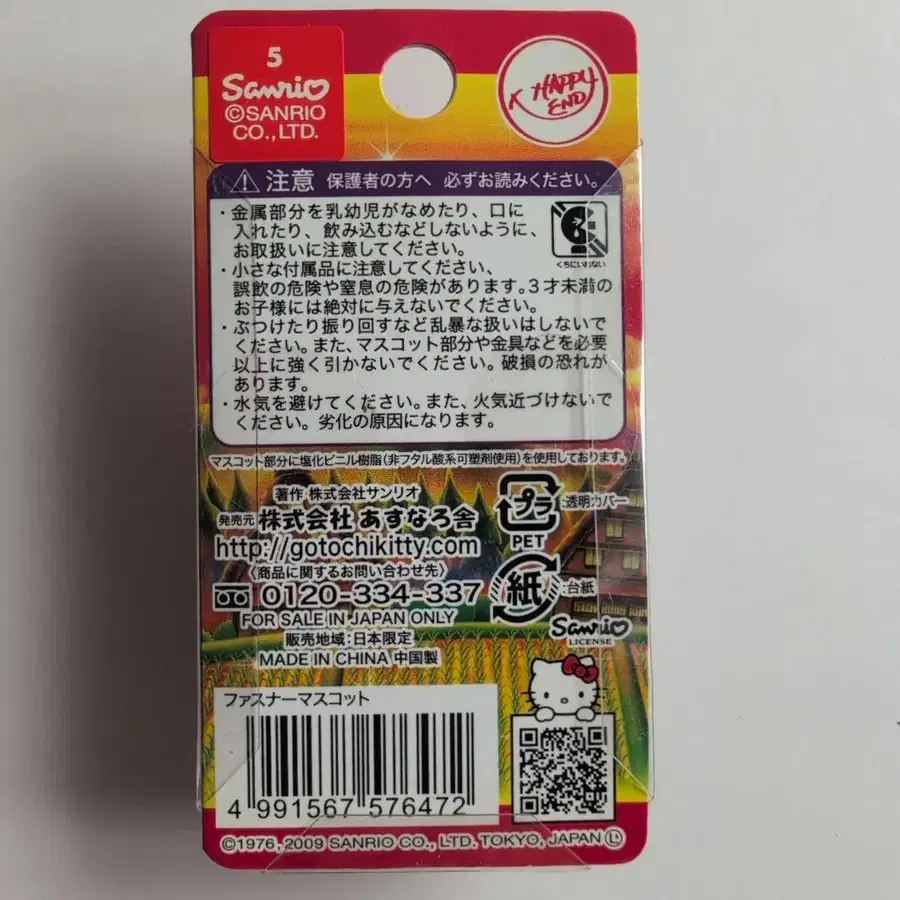 5
Sanrio
©SANRIO
CO.,LTD.
K HAPPY
END
注意 保護者の方へ 必ずお読みください。
・金属部分を乳幼児がなめたり、口に
入れたり、飲み込むなどしないように、
お取扱いに注意してください。
くちにいれない
・小さな付属品に注意してください、
誤飲の危険や窒息の危険があります。3才未満の
お子様には絶対に与えないでください。
・ぶつけたり振り回すなど乱暴な扱いはしないで
ください。また、マスコット部分や金具などを必要
以上に強く引かないでください。破損の恐れが
あります。
・水気を避けてください。また、火気近づけないで
ください。劣化の原因になります。
マスコット部分に塩化ビニル樹脂(非フタル酸系可塑剤使用)を使用しております。
著作 株式会社サンリオ
発売元 株式会社 あすなろ舎
http://gotochikitty.com
〈商品に関するお問い合わせ先〉
0120-334-337
FOR SALE IN JAPAN ONLY
販売地域:日本限定
MADE IN CHINA 中国製
プラ :透明カバー
PET
紙 :台紙
Sanrio
LICENSE
ファスナーマスコット
4 991567 576472
©1976, 2009 SANRIO CO., LTD. TOKYO, JAPAN Ⓛ